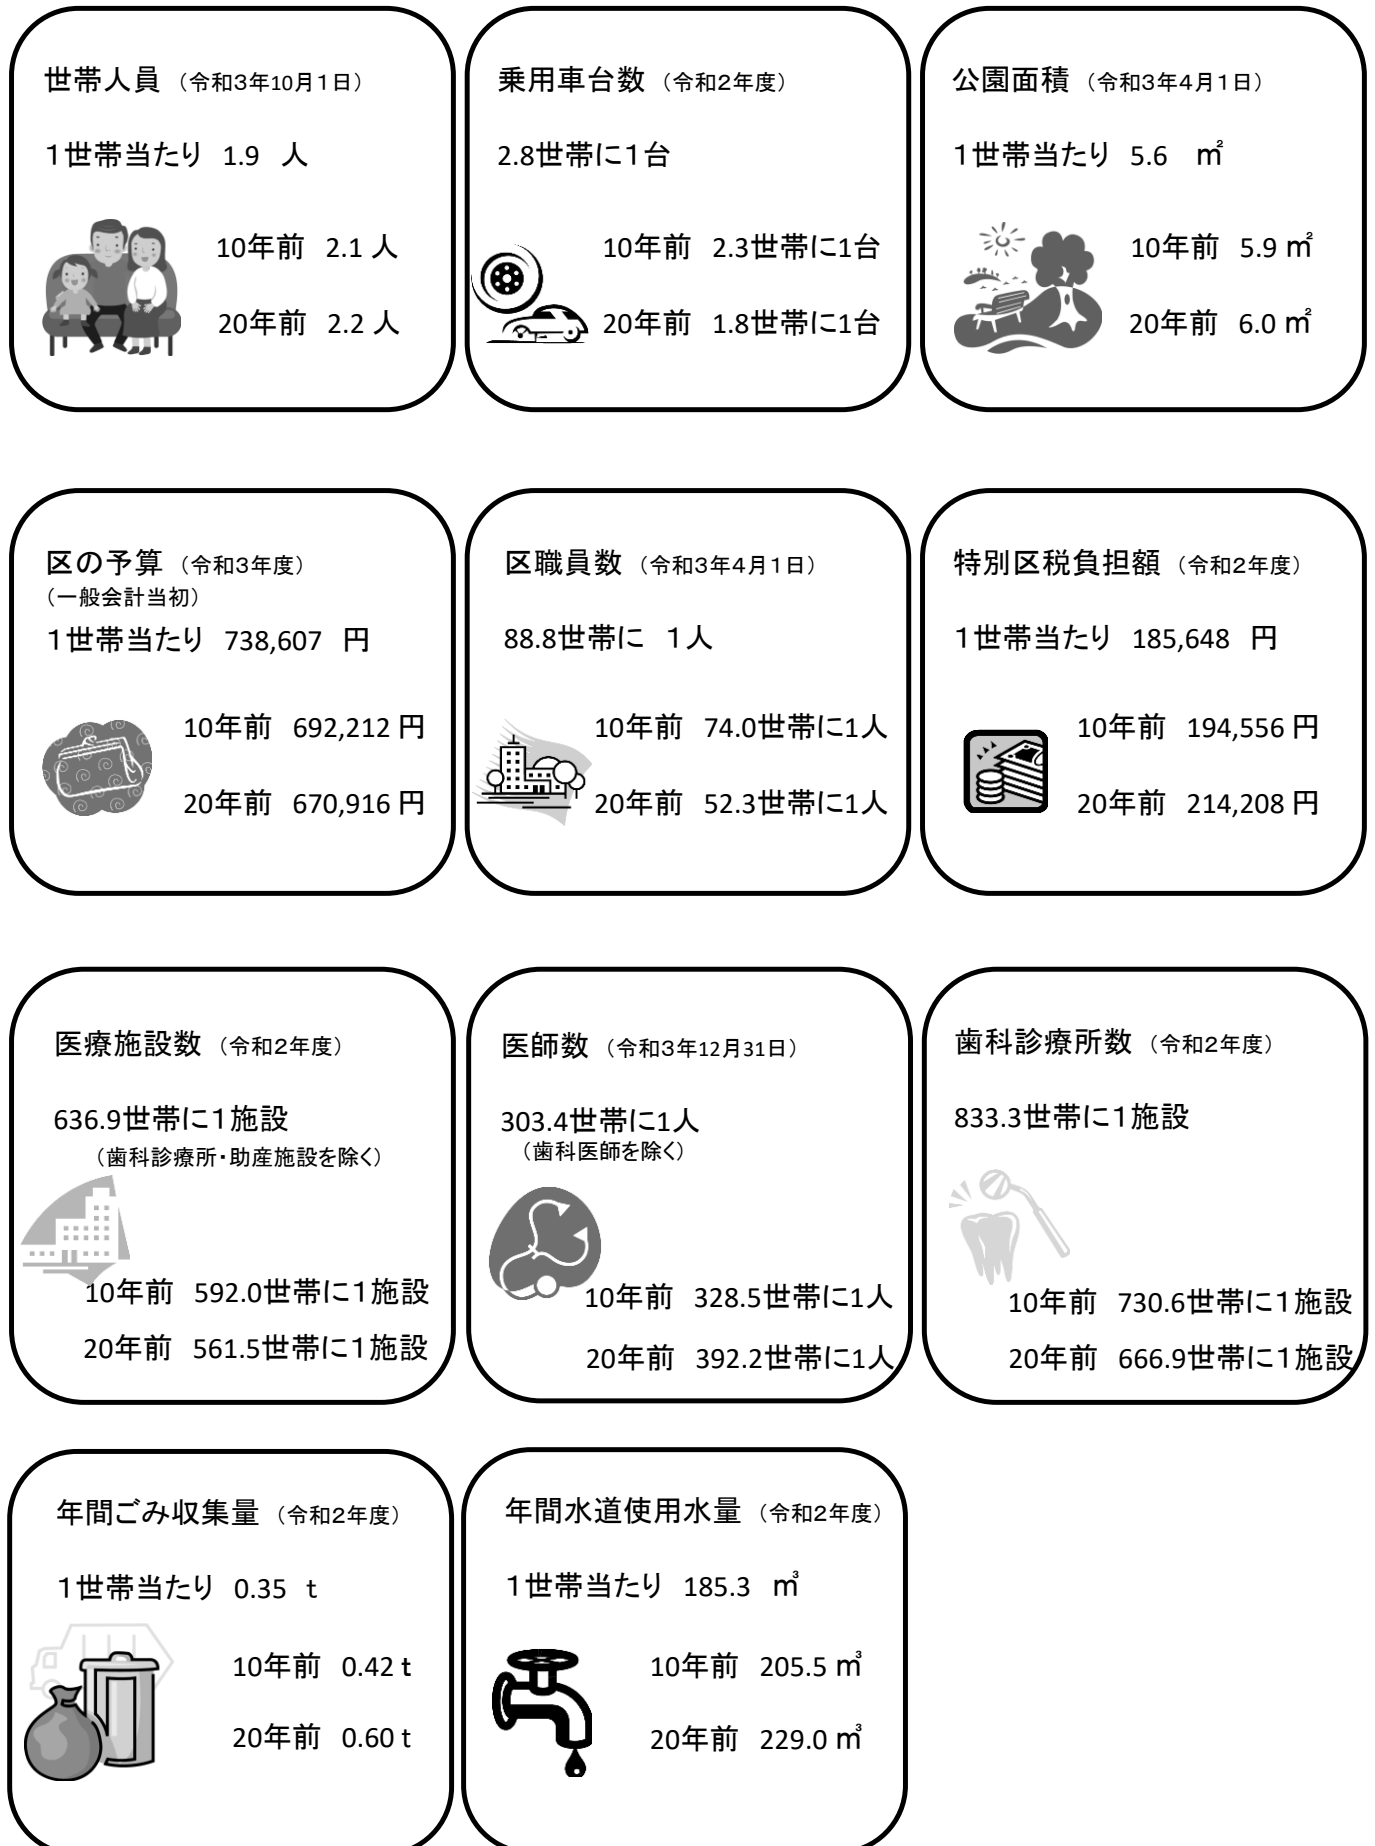 世帯人員（令和３年10月１日）
１世帯当たり 1.9 人
10年前 2.1 人
20年前 2.2 人
乗用車台数（令和２年度）
2.8世帯に１台
10年前 2.3世帯に1台
20年前 1.8世帯に1台
公園面積（令和３年４月１日）
１世帯当たり 5.6 ㎡
10年前 5.9 ㎡
20年前 6.0 ㎡
区の予算（令和３年度）
（一般会計当初）
１世帯当たり 738,607 円
10年前 692,212 円
20年前 670,916 円
区職員数（令和３年４月１日）
88.8世帯に １人
10年前 74.0世帯に1人
20年前 52.3世帯に1人
特別区税負担額（令和２年度）
１世帯当たり 185,648 円
10年前 194,556 円
20年前 214,208 円
医療施設数（令和２年度）
636.9世帯に１施設
（歯科診療所・助産施設を除く）
10年前 592.0世帯に１施設
20年前 561.5世帯に１施設
医師数（令和３年12月31日）
303.4世帯に1人
（歯科医師を除く）
10年前 328.5世帯に1人
20年前 392.2世帯に1人
歯科診療所数（令和２年度）
833.3世帯に１施設
10年前 730.6世帯に１施設
20年前 666.9世帯に１施設
年間ごみ収集量（令和２年度）
１世帯当たり 0.35 t
10年前 0.42 t
20年前 0.60 t
年間水道使用水量（令和２年度）
１世帯当たり 185.3 ㎥
10年前 205.5 ㎥
20年前 229.0 ㎥